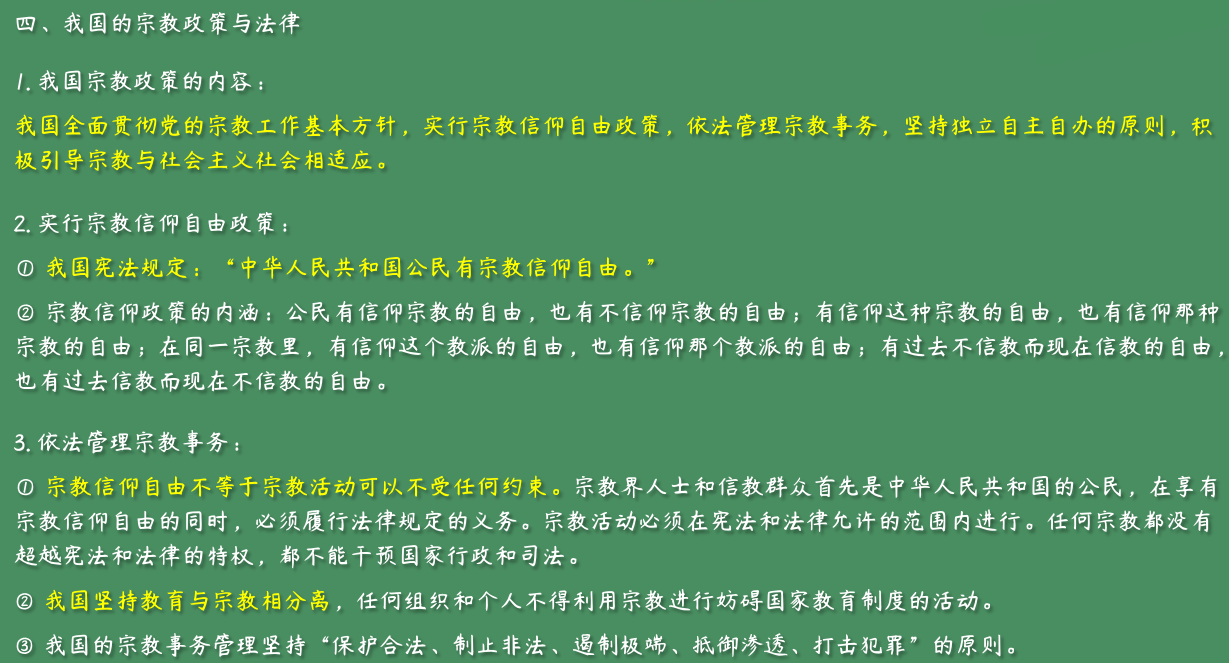 四、我国的宗教政策与法律
1. 我国宗教政策的内容：
我国全面贯彻党的宗教工作基本方针，实行宗教信仰自由政策，依法管理宗教事务，坚持独立自主自办的原则，积
极引导宗教与社会主义社会相适应。
2. 实行宗教信仰自由政策：
① 我国宪法规定：“中华人民共和国公民有宗教信仰自由。”
② 宗教信仰政策的内涵：公民有信仰宗教的自由，也有不信仰宗教的自由；有信仰这种宗教的自由，也有信仰那种
宗教的自由；在同一宗教里，有信仰这个教派的自由，也有信仰那个教派的自由；有过去不信教而现在信教的自由，
也有过去信教而现在不信教的自由。
3. 依法管理宗教事务：
① 宗教信仰自由不等于宗教活动可以不受任何约束。宗教界人士和信教群众首先是中华人民共和国的公民，在享有
宗教信仰自由的同时，必须履行法律规定的义务。宗教活动必须在宪法和法律允许的范围内进行。任何宗教都没有
超越宪法和法律的特权，都不能干预国家行政和司法。
② 我国坚持教育与宗教相分离，任何组织和个人不得利用宗教进行妨碍国家教育制度的活动。
③ 我国的宗教事务管理坚持“保护合法、制止非法、遏制极端、抵御渗透、打击犯罪”的原则。